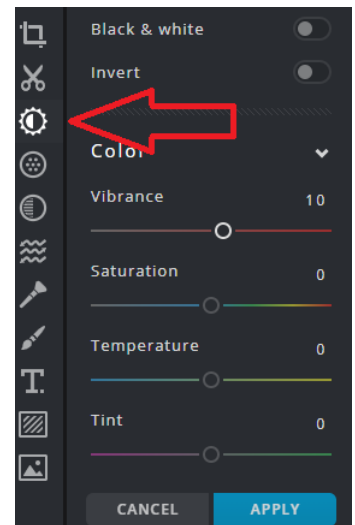 Black & white
Invert
Color
Vibrance 10
Saturation 0
Temperature 0
Tint 0
T.
CANCEL APPLY